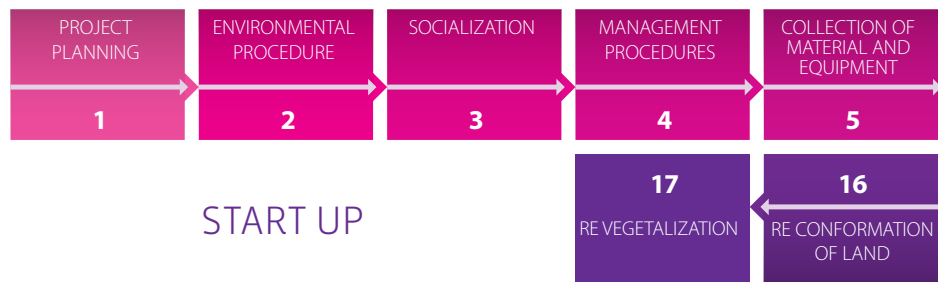 PROJECT
PLANNING
1
ENVIRONMENTAL
PROCEDURE
2
SOCIALIZATION
3
MANAGEMENT
PROCEDURES
4
COLLECTION OF
MATERIAL AND
EQUIPMENT
5
START UP
17
RE VEGETALIZATION
16
RE CONFORMATION
OF LAND